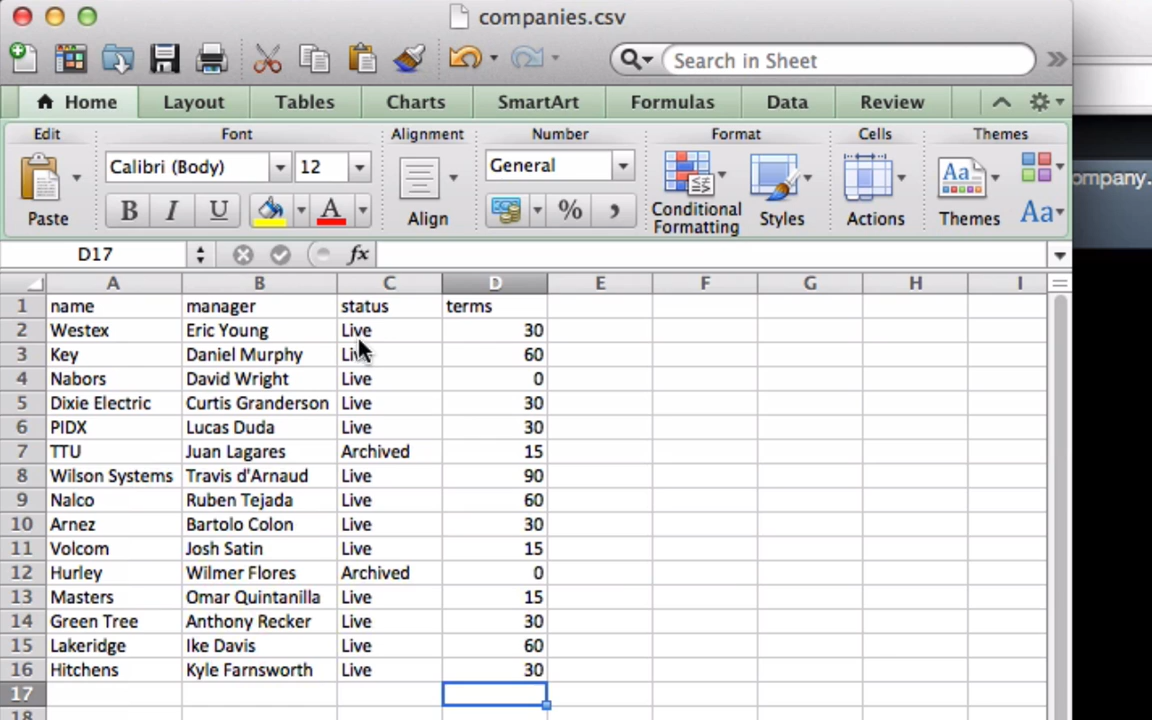 companies.csv
Search in Sheet
Home Layout Tables Charts SmartArt Formulas Data Review
Edit Font Alignment Number Format Cells Themes
Calibri (Body) 12 General
ompany.
Paste B I U A Align % Conditional Formatting Styles Actions Aa Themes Aa
D17 fx
A B C D E F G H I
1 name manager status terms
2 Westex Eric Young Live 30
3 Key Daniel Murphy Live 60
4 Nabors David Wright Live 0
5 Dixie Electric Curtis Granderson Live 30
6 PIDX Lucas Duda Live 30
7 TTU Juan Lagares Archived 15
8 Wilson Systems Travis d'Arnaud Live 90
9 Nalco Ruben Tejada Live 60
10 Arnez Bartolo Colon Live 30
11 Volcom Josh Satin Live 15
12 Hurley Wilmer Flores Archived 0
13 Masters Omar Quintanilla Live 15
14 Green Tree Anthony Recker Live 30
15 Lakeridge Ike Davis Live 60
16 Hitchens Kyle Farnsworth Live 30
17
18